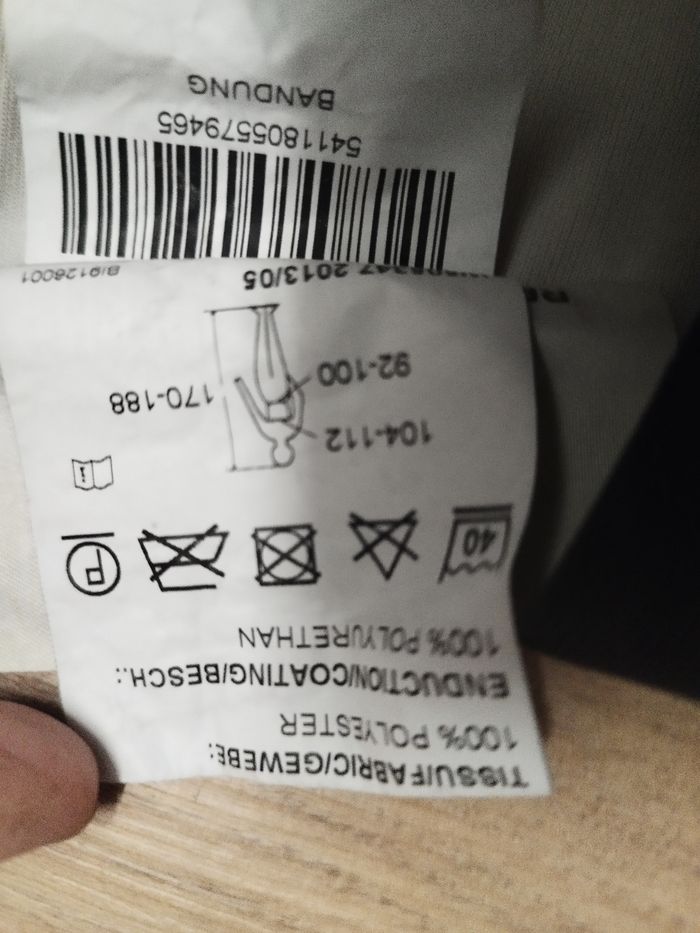 TISSU/FABRIC/GEWEBE:
100% POLYESTER
ENDUCTION/COATING/BESCH.:
100% POLYURETHAN
40 P
i
104-112
92-100 170-188
2013/05
5411805579465
BANDUNG